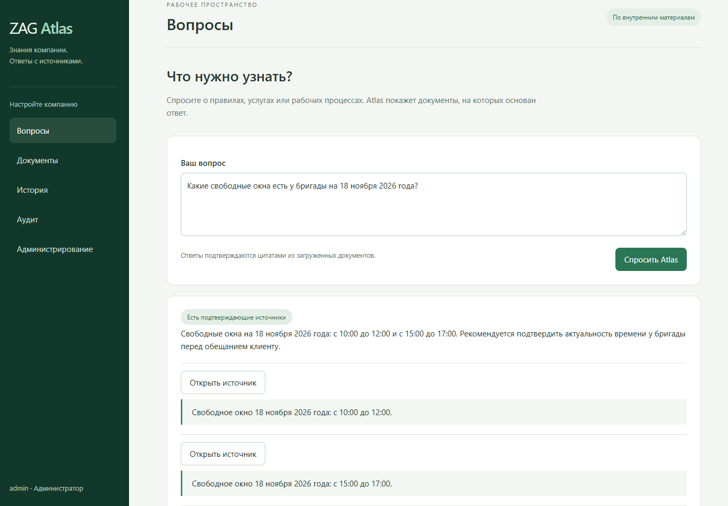 ZAG Atlas
Знания компании.
Ответы с источниками.
Настройте компанию
Вопросы
Документы
История
Аудит
Администрирование
admin · Администратор
РАБОЧЕЕ ПРОСТРАНСТВО
Вопросы
По внутренним материалам
Что нужно узнать?
Спросите о правилах, услугах или рабочих процессах. Atlas покажет документы, на которых основан
ответ.
Ваш вопрос
Какие свободные окна есть у бригады на 18 ноября 2026 года?
Ответы подтверждаются цитатами из загруженных документов.
Спросить Atlas
Есть подтверждающие источники
Свободные окна на 18 ноября 2026 года: с 10:00 до 12:00 и с 15:00 до 17:00. Рекомендуется подтвердить актуальность времени у бригады
перед обещанием клиенту.
Открыть источник
Свободное окно 18 ноября 2026 года: с 10:00 до 12:00.
Открыть источник
Свободное окно 18 ноября 2026 года: с 15:00 до 17:00.